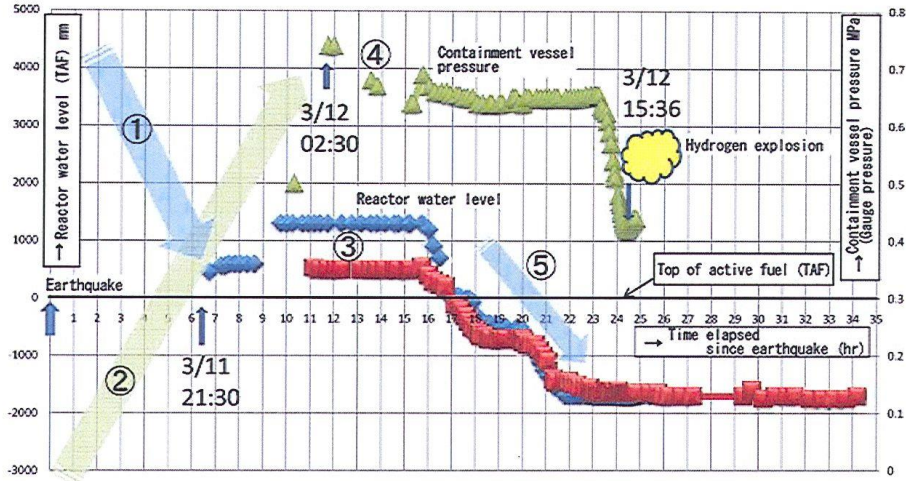 5000
4000
3000
2000
1000
0
-1000
-2000
-3000
→ Reactor water level (TAF) mm
0.8
0.7
0.6
0.5
0.4
0.3
0.2
0.1
0
→ Containment vessel pressure MPa
(Gauge pressure)
①
②
③
④
⑤
Containment vessel
pressure
3/12
02:30
3/12
15:36
Hydrogen explosion
Reactor water level
Top of active fuel (TAF)
Earthquake
1 2 3 4 5 6 7 8 9 10 11 12 13 14 15 16 17 18 19 20 21 22 23 24 25 26 27 28 29 30 31 32 33 34 35
→ Time elapsed
since earthquake (hr)
3/11
21:30